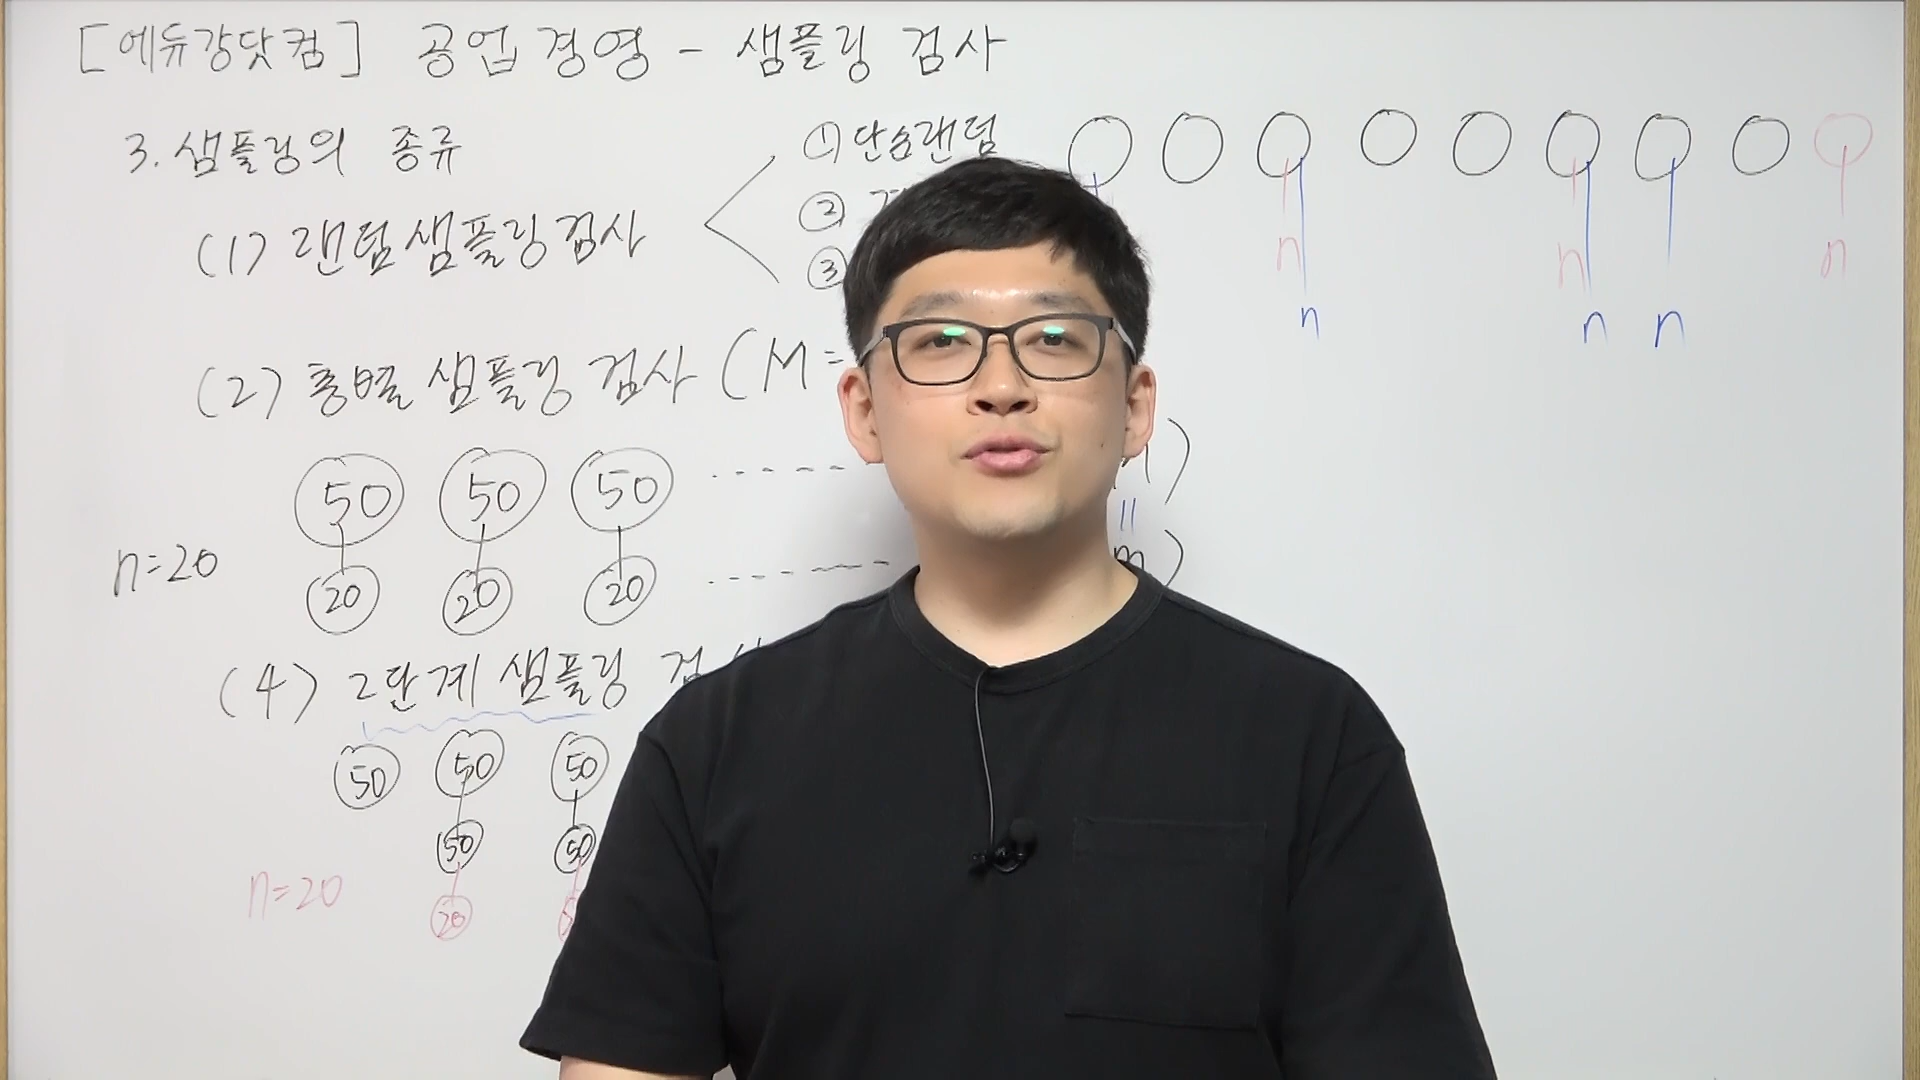 [에듀강닷컴] 공업경영 - 샘플링 검사
3. 샘플링의 종류
(1) 랜덤샘플링검사
① 단순랜덤
②
③
n n n
n n n
(2) 층별 샘플링 검사 (M=
50 50 50
n=20
20 20 20
(4) 2단계 샘플링
50 50 50
50 50
n=20
20